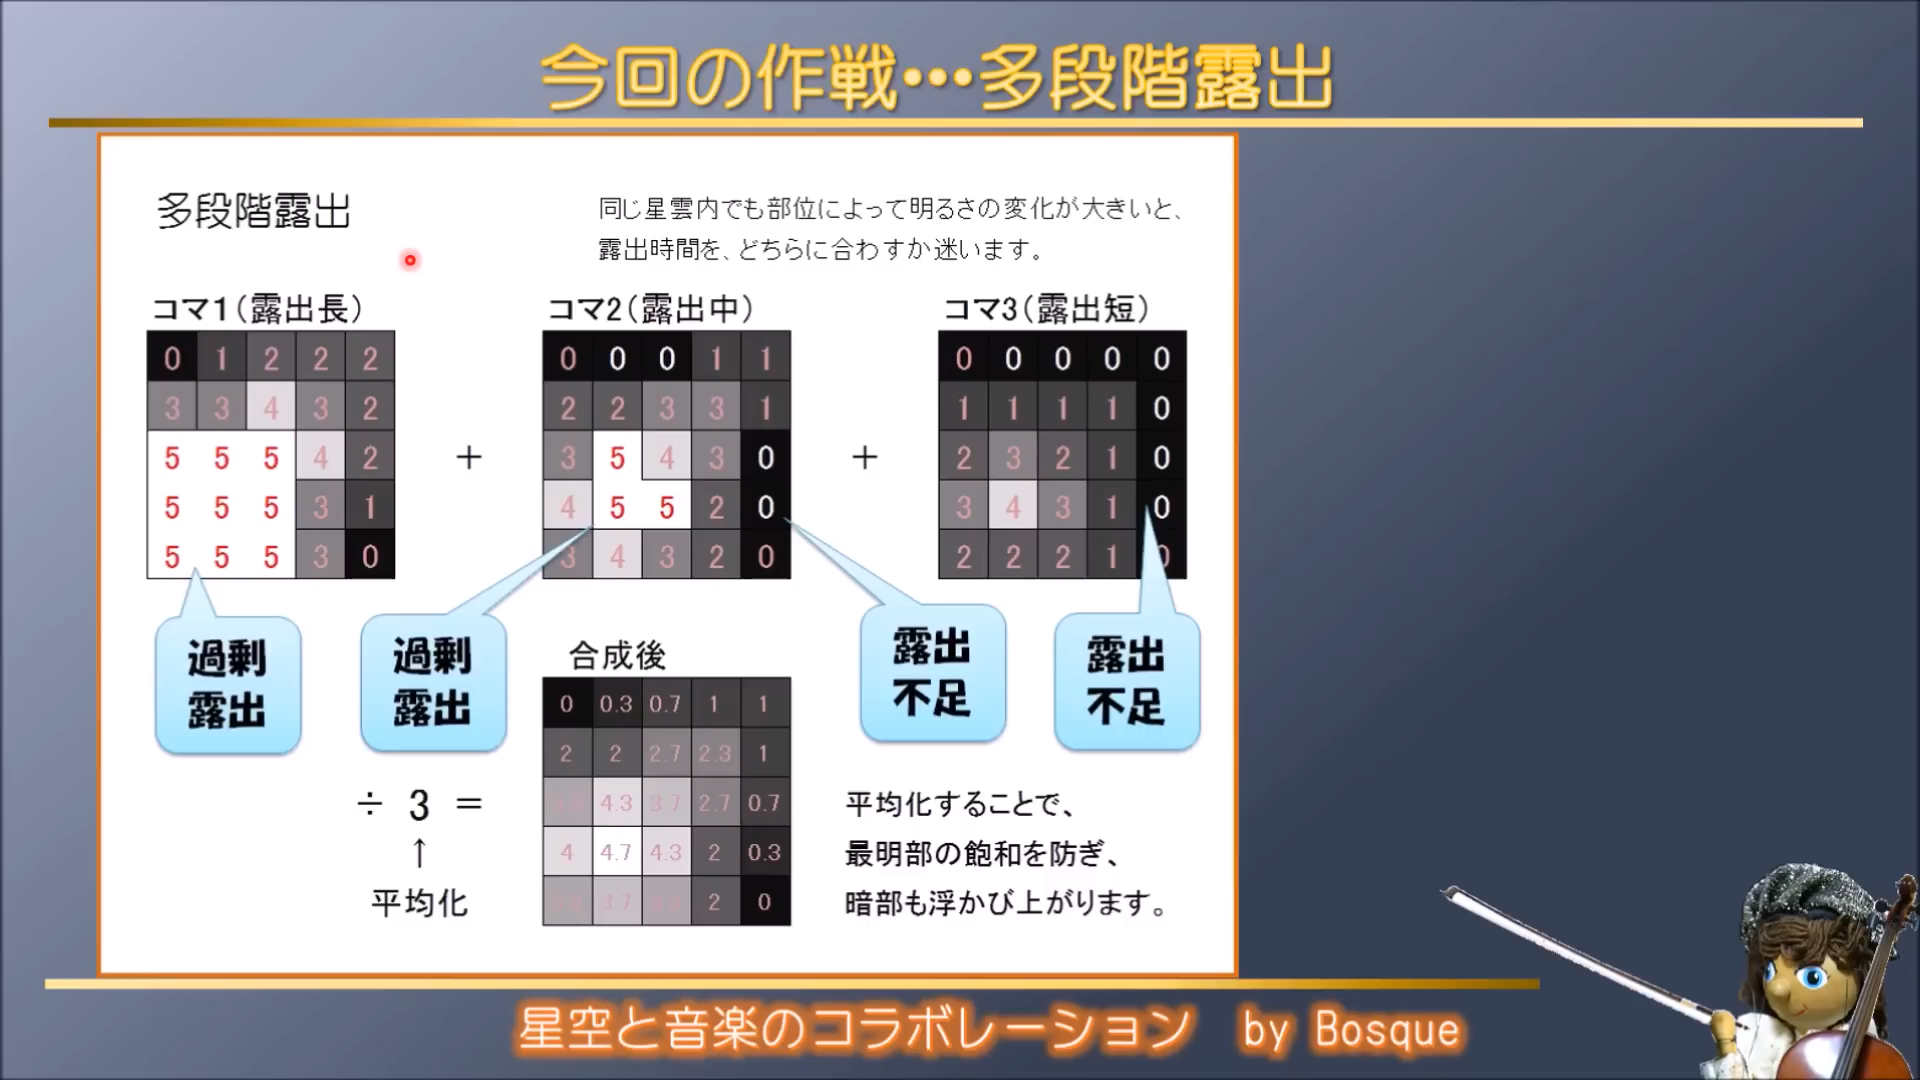 今回の作戦…多段階露出
多段階露出
同じ星雲内でも部位によって明るさの変化が大きいと、
露出時間を、どちらに合わすか迷います。
コマ1(露出長)
0 1 2 2 2
3 3 4 3 2
5 5 5 4 2
5 5 5 3 1
5 5 5 3 0
+
コマ2(露出中)
0 0 0 1 1
2 2 3 3 1
3 5 4 3 0
4 5 5 2 0
3 4 3 2 0
+
コマ3(露出短)
0 0 0 0 0
1 1 1 1 0
2 3 2 1 0
3 4 3 1 0
2 2 2 1 0
過剰
露出
過剰
露出
露出
不足
露出
不足
÷ 3 =
↑
平均化
合成後
0 0.3 0.7 1 1
2 2 2.7 2.3 1
4.3 3.7 2.7 0.7
4 4.7 4.3 2 0.3
3.7 2 0
平均化することで、
最明部の飽和を防ぎ、
暗部も浮かび上がります。
星空と音楽のコラボレーション by Bosque